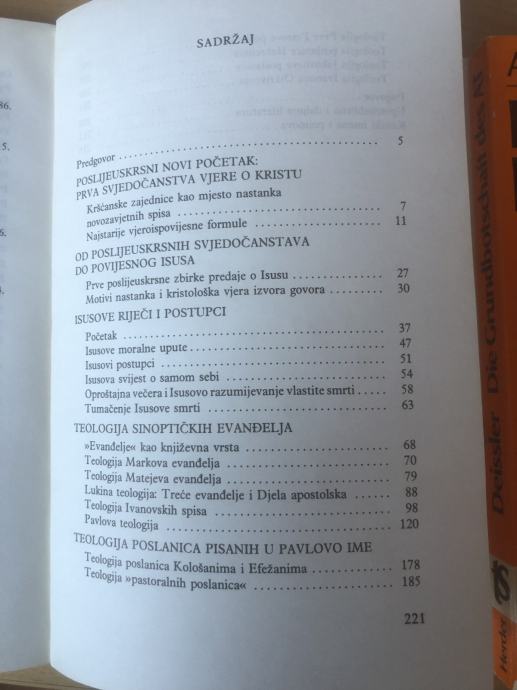 SADRŽAJ
Predgovor . . . . . . . . . . . . . . . . . . . . . . . . . . . . . . 5
POSLIJEUSKRSNI NOVI POČETAK:
PRVA SVJEDOČANSTVA VJERE O KRISTU
Kršćanske zajednice kao mjesto nastanka
novozavjetnih spisa . . . . . . . . . . . . . . . . . . . . . . . . 7
Najstarije vjeroispovijesne formule . . . . . . . . . . . . . . . . 11
OD POSLIJEUSKRSNIH SVJEDOČANSTAVA
DO POVIJESNOG ISUSA
Prve poslijeuskrsne zbirke predaje o Isusu . . . . . . . . . . . . 27
Motivi nastanka i kristološka vjera izvora govora . . . . . . . . 30
ISUSOVE RIJEČI I POSTUPCI
Početak . . . . . . . . . . . . . . . . . . . . . . . . . . . . . . 37
Isusove moralne upute . . . . . . . . . . . . . . . . . . . . . . . 47
Isusovi postupci . . . . . . . . . . . . . . . . . . . . . . . . . . 51
Isusova svijest o samom sebi . . . . . . . . . . . . . . . . . . . 54
Oproštajna večera i Isusovo razumijevanje vlastite smrti . . . . . 58
Tumačenje Isusove smrti . . . . . . . . . . . . . . . . . . . . . . 63
TEOLOGIJA SINOPTIČKIH EVANĐELJA
»Evanđelje« kao književna vrsta . . . . . . . . . . . . . . . . . . 68
Teologija Markova evanđelja . . . . . . . . . . . . . . . . . . . . 70
Teologija Matejeva evanđelja . . . . . . . . . . . . . . . . . . . 79
Lukina teologija: Treće evanđelje i Djela apostolska . . . . . . . 88
Teologija Ivanovskih spisa . . . . . . . . . . . . . . . . . . . . 98
Pavlova teologija . . . . . . . . . . . . . . . . . . . . . . . . . 120
TEOLOGIJA POSLANICA PISANIH U PAVLOVO IME
Teologija poslanica Kološanima i Efežanima . . . . . . . . . . . . 178
Teologija »pastoralnih poslanica« . . . . . . . . . . . . . . . . . 185
221
Deissler Die Grundbotschaft des AT
Herder